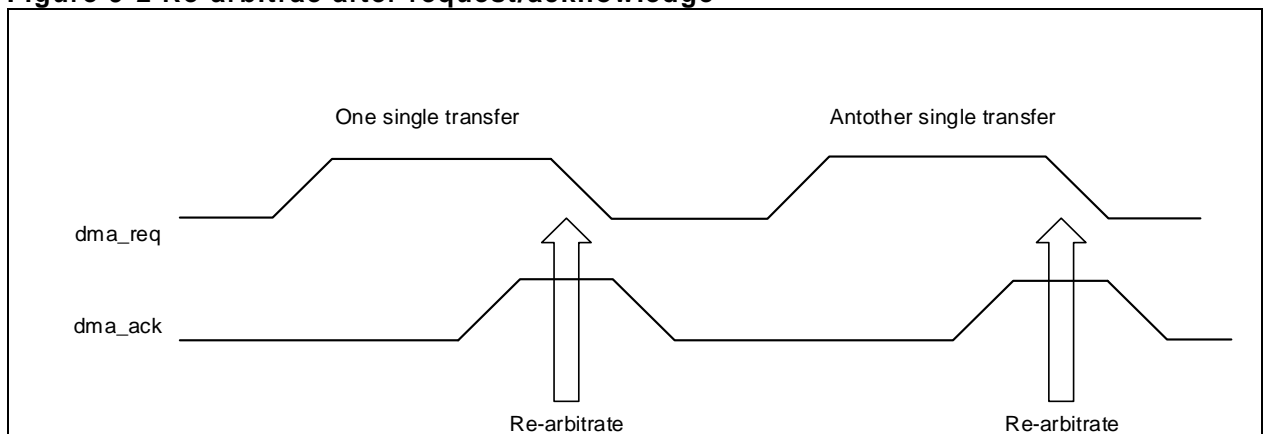 One single transfer
Antother single transfer
dma_req
dma_ack
Re-arbitrate
Re-arbitrate